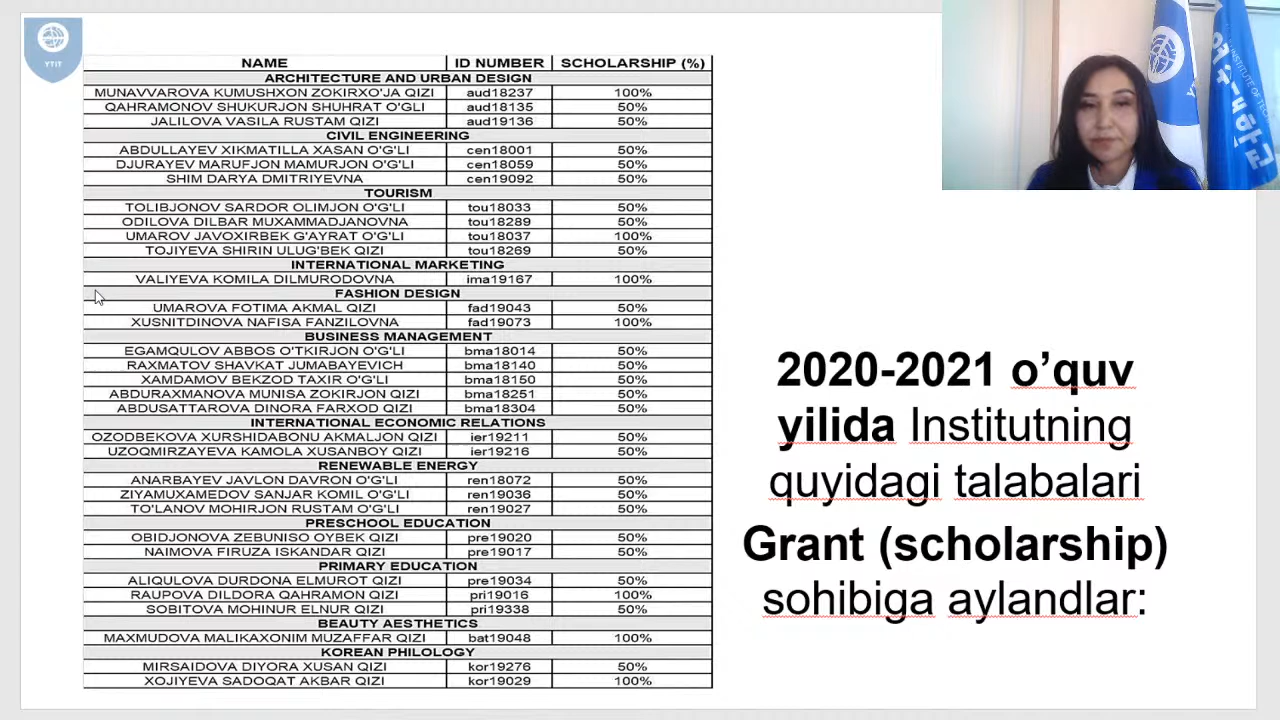 YTIT
NAME ID NUMBER SCHOLARSHIP (%)
ARCHITECTURE AND URBAN DESIGN
MUNAVVAROVA KUMUSHXON ZOKIRXO'JA QIZI aud18237 100%
QAHRAMONOV SHUKURJON SHUHRAT O'GLI aud18135 50%
JALILOVA VASILA RUSTAM QIZI aud19136 50%
CIVIL ENGINEERING
ABDULLAYEV XIKMATILLA XASAN O'G'LI cen18001 50%
DJURAYEV MARUFJON MAMURJON O'G'LI cen18059 50%
SHIM DARYA DMITRIYEVNA cen19092 50%
TOURISM
TOLIBJONOV SARDOR OLIMJON O'G'LI tou18033 50%
ODILOVA DILBAR MUXAMMADJANOVNA tou18289 50%
UMAROV JAVOXIRBEK G'AYRAT O'G'LI tou18037 100%
TOJIYEVA SHIRIN ULUG'BEK QIZI tou18269 50%
INTERNATIONAL MARKETING
VALIYEVA KOMILA DILMURODOVNA ima19167 100%
FASHION DESIGN
UMAROVA FOTIMA AKMAL QIZI fad19043 50%
XUSNITDINOVA NAFISA FANZILOVNA fad19073 100%
BUSINESS MANAGEMENT
EGAMQULOV ABBOS O'TKIRJON O'G'LI bma18014 50%
RAXMATOV SHAVKAT JUMABAYEVICH bma18140 50%
XAMDAMOV BEKZOD TAXIR O'G'LI bma18150 50%
ABDURAXMANOVA MUNISA ZOKIRJON QIZI bma18251 50%
ABDUSATTAROVA DINORA FARXOD QIZI bma18304 50%
INTERNATIONAL ECONOMIC RELATIONS
OZODBEKOVA XURSHIDABONU AKMALJON QIZI ier19211 50%
UZOQMIRZAYEVA KAMOLA XUSANBOY QIZI ier19216 50%
RENEWABLE ENERGY
ANARBAYEV JAVLON DAVRON O'G'LI ren18072 50%
ZIYAMUXAMEDOV SANJAR KOMIL O'G'LI ren19036 50%
TO'LANOV MOHIRJON RUSTAM O'G'LI ren19027 50%
PRESCHOOL EDUCATION
OBIDJONOVA ZEBUNISO OYBEK QIZI pre19020 50%
NAIMOVA FIRUZA ISKANDAR QIZI pre19017 50%
PRIMARY EDUCATION
ALIQULOVA DURDONA ELMUROT QIZI pre19034 50%
RAUPOVA DILDORA QAHRAMON QIZI pri19016 100%
SOBITOVA MOHINUR ELNUR QIZI pri19338 50%
BEAUTY AESTHETICS
MAXMUDOVA MALIKAXONIM MUZAFFAR QIZI bat19048 100%
KOREAN PHILOLOGY
MIRSAIDOVA DIYORA XUSAN QIZI kor19276 50%
XOJIYEVA SADOQAT AKBAR QIZI kor19029 100%
2020-2021 o’quv
yilida Institutning
quyidagi talabalari
Grant (scholarship)
sohibiga aylandlar:
INSTITUTE OF